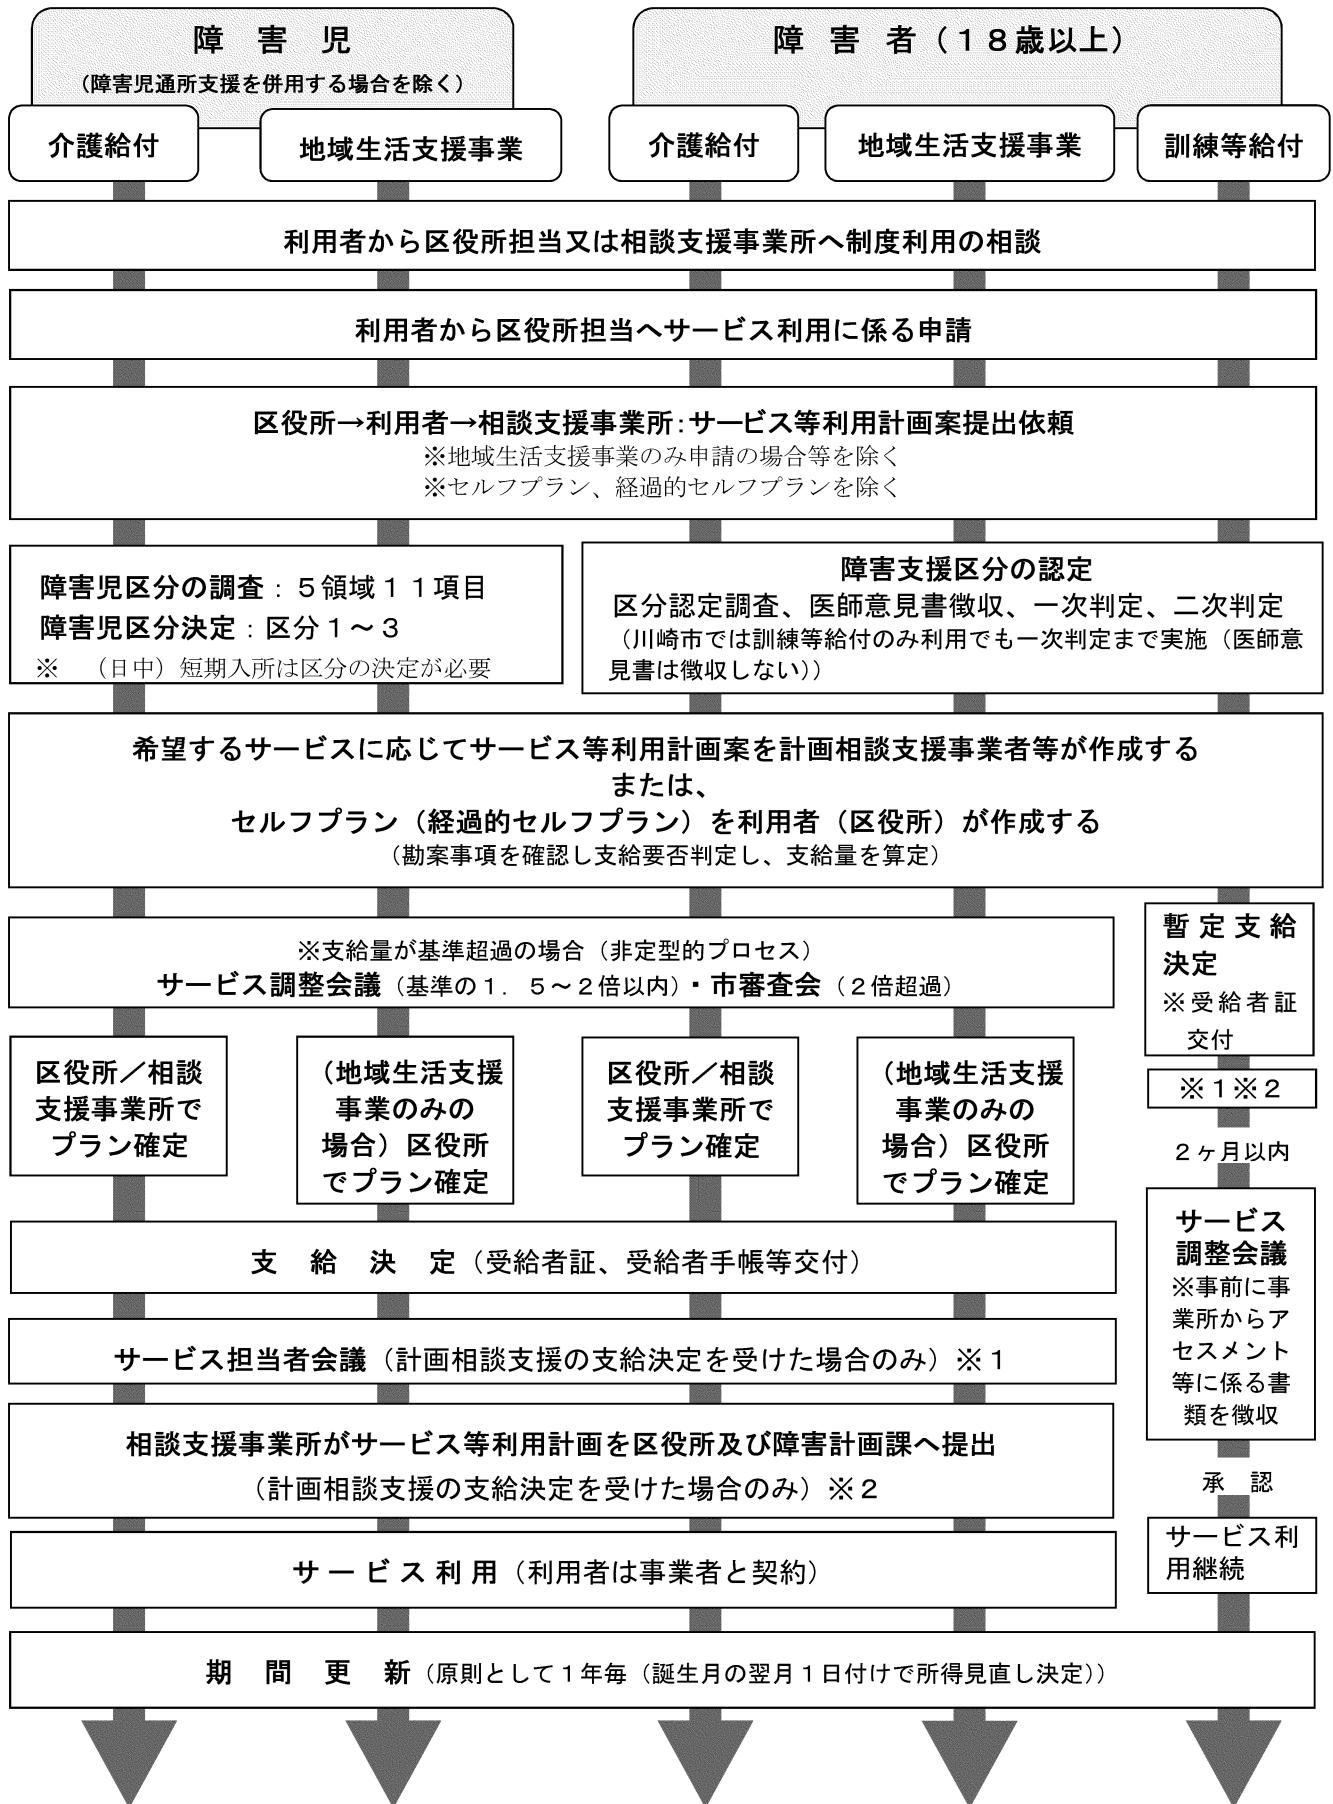 障　害　児
（障害児通所支援を併用する場合を除く）
障　害　者（１８歳以上）
介護給付
地域生活支援事業
介護給付
地域生活支援事業
訓練等給付
利用者から区役所担当又は相談支援事業所へ制度利用の相談
利用者から区役所担当へサービス利用に係る申請
区役所→利用者→相談支援事業所：サービス等利用計画案提出依頼
※地域生活支援事業のみ申請の場合等を除く
※セルフプラン、経過的セルフプランを除く
障害児区分の調査：５領域１１項目
障害児区分決定：区分１～３
※　（日中）短期入所は区分の決定が必要
障害支援区分の認定
区分認定調査、医師意見書徴収、一次判定、二次判定
（川崎市では訓練等給付のみ利用でも一次判定まで実施（医師意
見書は徴収しない））
希望するサービスに応じてサービス等利用計画案を計画相談支援事業者等が作成する
または、
セルフプラン（経過的セルフプラン）を利用者（区役所）が作成する
（勘案事項を確認し支給要否判定し、支給量を算定）
※支給量が基準超過の場合（非定型的プロセス）
サービス調整会議（基準の１．５～２倍以内）・市審査会（２倍超過）
区役所／相談
支援事業所で
プラン確定
（地域生活支援
事業のみの
場合）区役所
でプラン確定
区役所／相談
支援事業所で
プラン確定
（地域生活支援
事業のみの
場合）区役所
でプラン確定
支　給　決　定（受給者証、受給者手帳等交付）
サービス担当者会議（計画相談支援の支給決定を受けた場合のみ）※１
相談支援事業所がサービス等利用計画を区役所及び障害計画課へ提出
（計画相談支援の支給決定を受けた場合のみ）※２
サービス利用（利用者は事業者と契約）
暫定支給
決定
※受給者証
交付
※１※２
２ヶ月以内
サービス
調整会議
※事前に事
業所からア
セスメント
等に係る書
類を徴収
承　認
サービス利
用継続
期　間　更　新（原則として１年毎（誕生月の翌月１日付けで所得見直し決定））